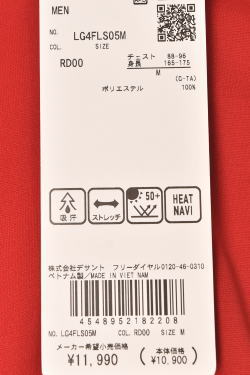 MEN
NO. LG4FLS05M
COL. SIZE
RD00
チェスト 88-96
身長 165-175
M
(C-TA)
ポリエステル 100%
吸汗
ストレッチ
50+
HEAT NAVI
株式会社デサント フリーダイヤル0120-46-0310
ベトナム製/MADE IN VIET NAM
4548952182208
NO. LG4FLS05M COL. RD00 SIZE M
メーカー希望小売価格
¥11,990
(本体価格 ¥10,900)